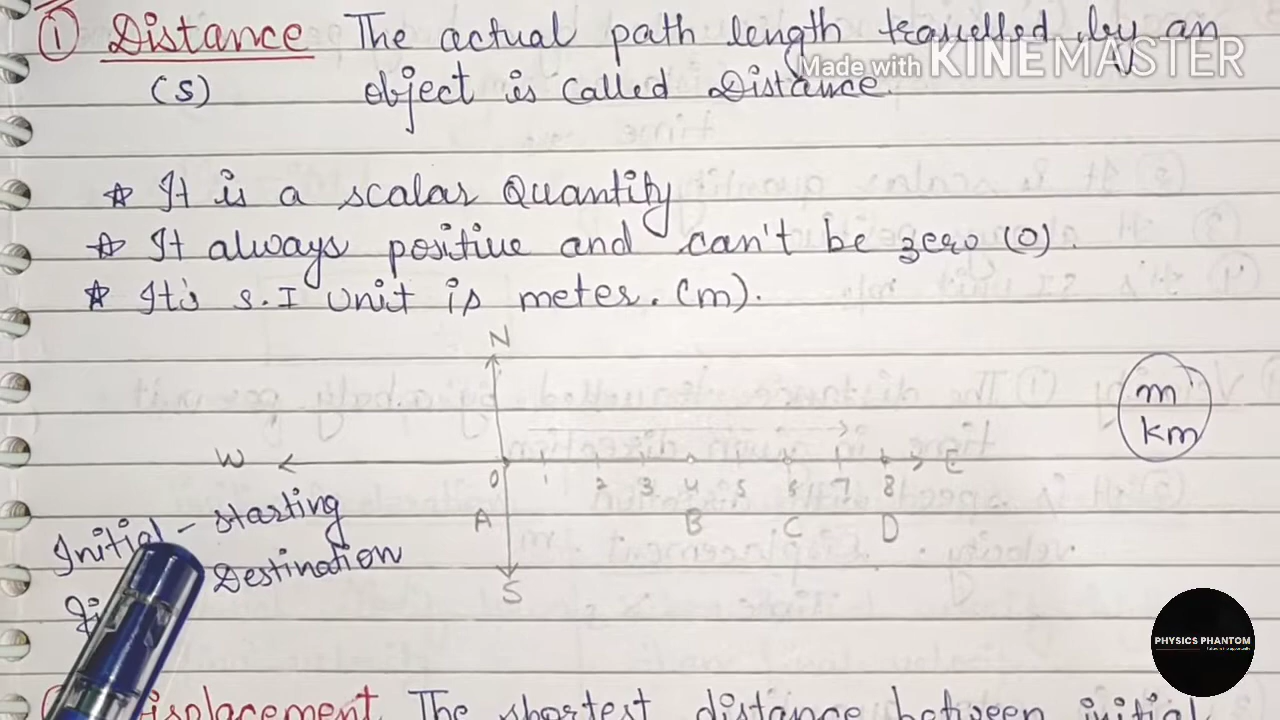 ① Distance The actual path length travelled by an
Made with KINEMASTER
(S) object is called Distance.
☆ It is a scalar Quantity
☆ It always positive and can't be zero (0).
☆ It's S.I Unit is meter. (m).
N
m
km
W E
0 1 2 3 4 5 6 7 8
A B C D
Initial - Starting
Destination
S
PHYSICS PHANTOM
Displacement The shortest distance between initial